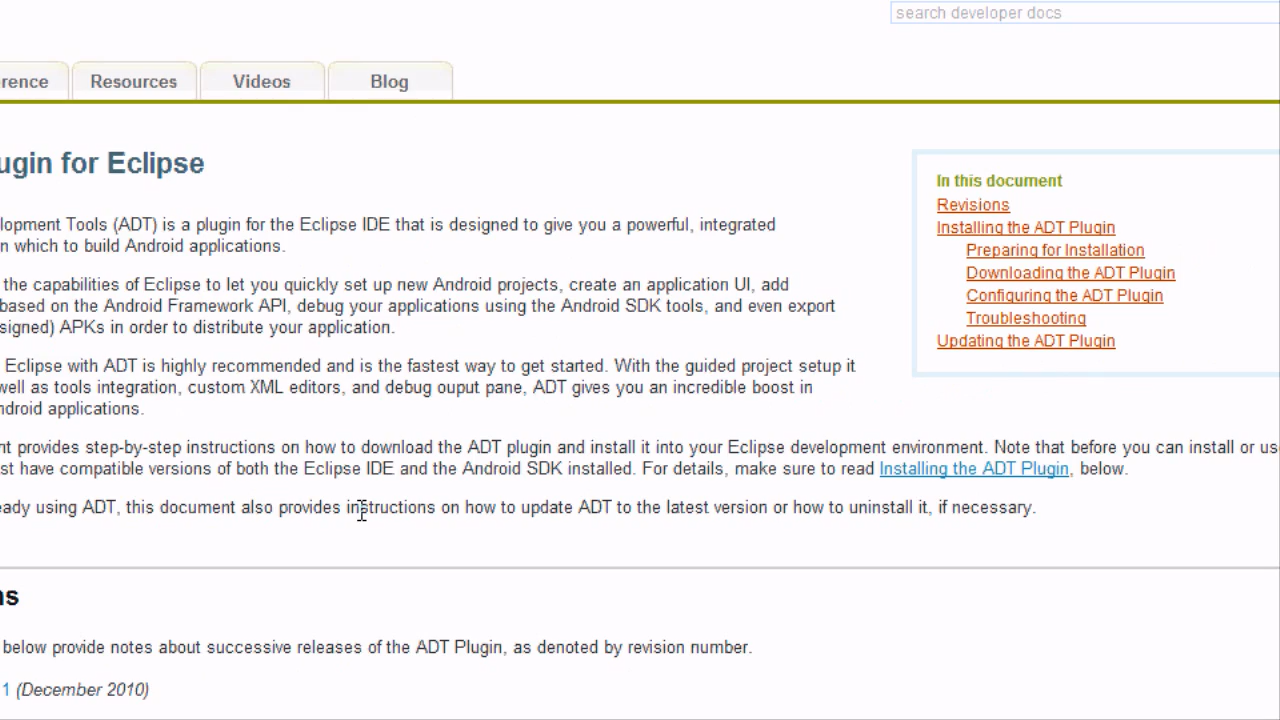 search developer docs
rence
Resources
Videos
Blog
ugin for Eclipse
lopment Tools (ADT) is a plugin for the Eclipse IDE that is designed to give you a powerful, integrated
n which to build Android applications.
the capabilities of Eclipse to let you quickly set up new Android projects, create an application UI, add
based on the Android Framework API, debug your applications using the Android SDK tools, and even export
signed) APKs in order to distribute your application.
Eclipse with ADT is highly recommended and is the fastest way to get started. With the guided project setup it
well as tools integration, custom XML editors, and debug ouput pane, ADT gives you an incredible boost in
ndroid applications.
In this document
Revisions
Installing the ADT Plugin
Preparing for Installation
Downloading the ADT Plugin
Configuring the ADT Plugin
Troubleshooting
Updating the ADT Plugin
nt provides step-by-step instructions on how to download the ADT plugin and install it into your Eclipse development environment. Note that before you can install or us
st have compatible versions of both the Eclipse IDE and the Android SDK installed. For details, make sure to read Installing the ADT Plugin, below.
eady using ADT, this document also provides instructions on how to update ADT to the latest version or how to uninstall it, if necessary.
ns
below provide notes about successive releases of the ADT Plugin, as denoted by revision number.
1 (December 2010)